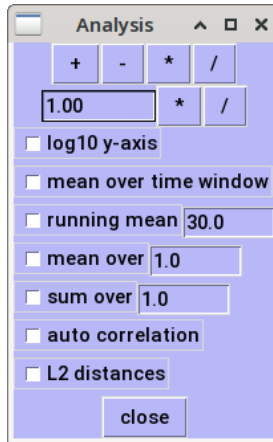 Analysis
+ - * /
1.00 * /
log10 y-axis
mean over time window
running mean 30.0
mean over 1.0
sum over 1.0
auto correlation
L2 distances
close